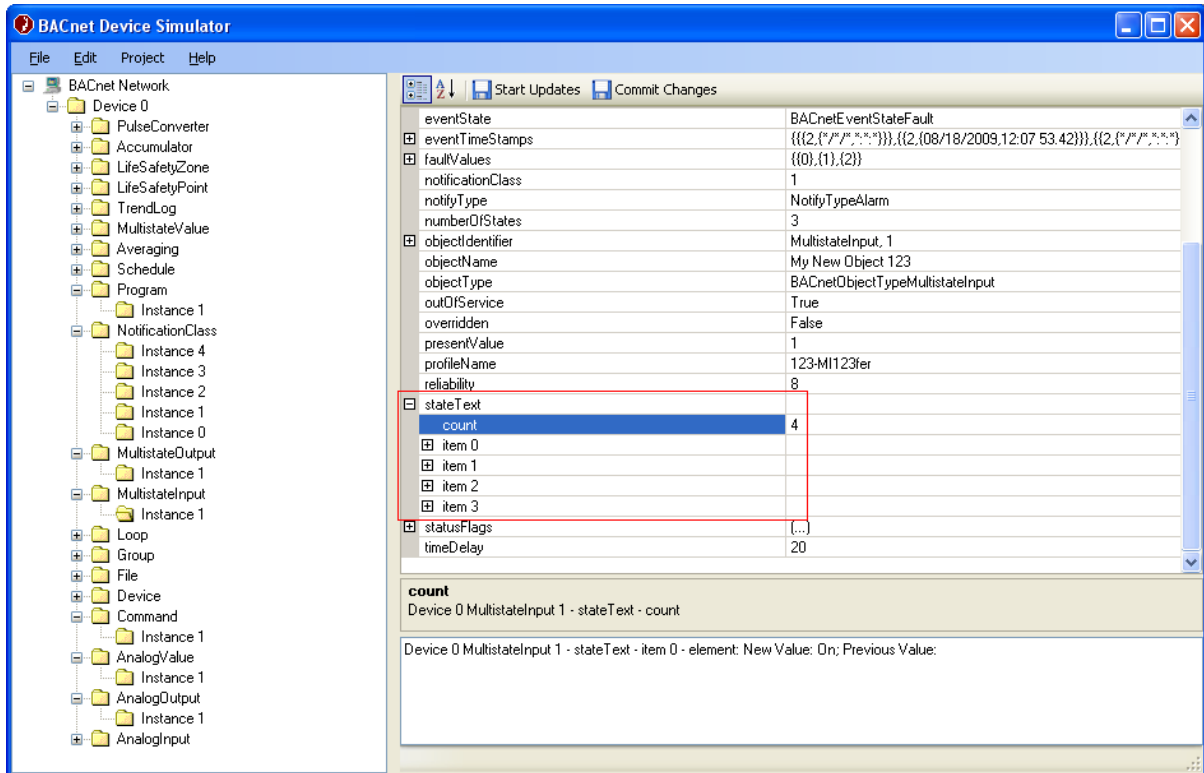 BACnet Device Simulator
File Edit Project Help
BACnet Network
Device 0
PulseConverter
Accumulator
LifeSafetyZone
LifeSafetyPoint
TrendLog
MultistateValue
Averaging
Schedule
Program
Instance 1
NotificationClass
Instance 4
Instance 3
Instance 2
Instance 1
Instance 0
MultistateOutput
Instance 1
MultistateInput
Instance 1
Loop
Group
File
Device
Command
Instance 1
AnalogValue
Instance 1
AnalogOutput
Instance 1
AnalogInput
Start Updates Commit Changes
eventState BACnetEventStateFault
eventTimeStamps {{{2,{*/*/*,*:*:*}}},{{2,{08/18/2009,12:07 53.42}}},{{2,{*/*/*,*:*:*}
faultValues {{0},{1},{2}}
notificationClass 1
notifyType NotifyTypeAlarm
numberOfStates 3
objectIdentifier MultistateInput, 1
objectName My New Object 123
objectType BACnetObjectTypeMultistateInput
outOfService True
overridden False
presentValue 1
profileName 123-MI123fer
reliability 8
stateText
count 4
item 0
item 1
item 2
item 3
statusFlags {...}
timeDelay 20
count
Device 0 MultistateInput 1 - stateText - count
Device 0 MultistateInput 1 - stateText - item 0 - element: New Value: On; Previous Value: